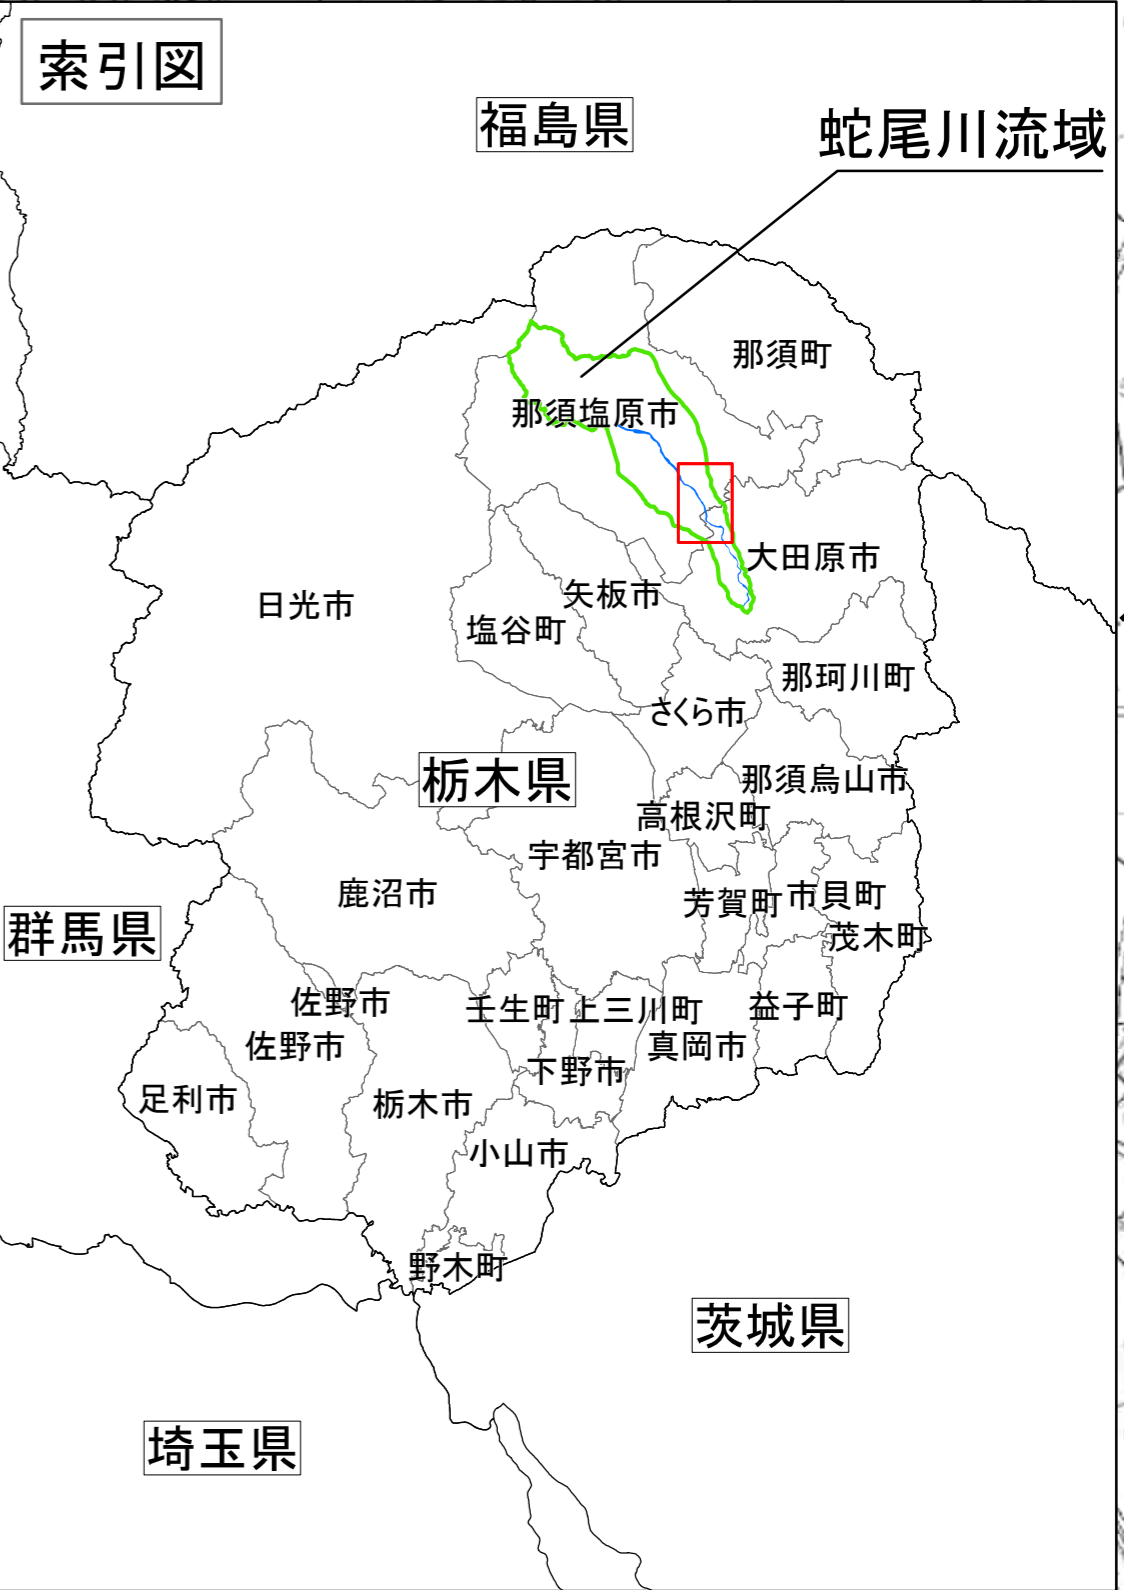 索引図
福島県
蛇尾川流域
那須町
那須塩原市
大田原市
矢板市
日光市
塩谷町
那珂川町
さくら市
栃木県
那須烏山市
高根沢町
宇都宮市
鹿沼市
芳賀町
市貝町
群馬県
茂木町
佐野市
壬生町
上三川町
益子町
佐野市
真岡市
下野市
足利市
栃木市
小山市
野木町
茨城県
埼玉県